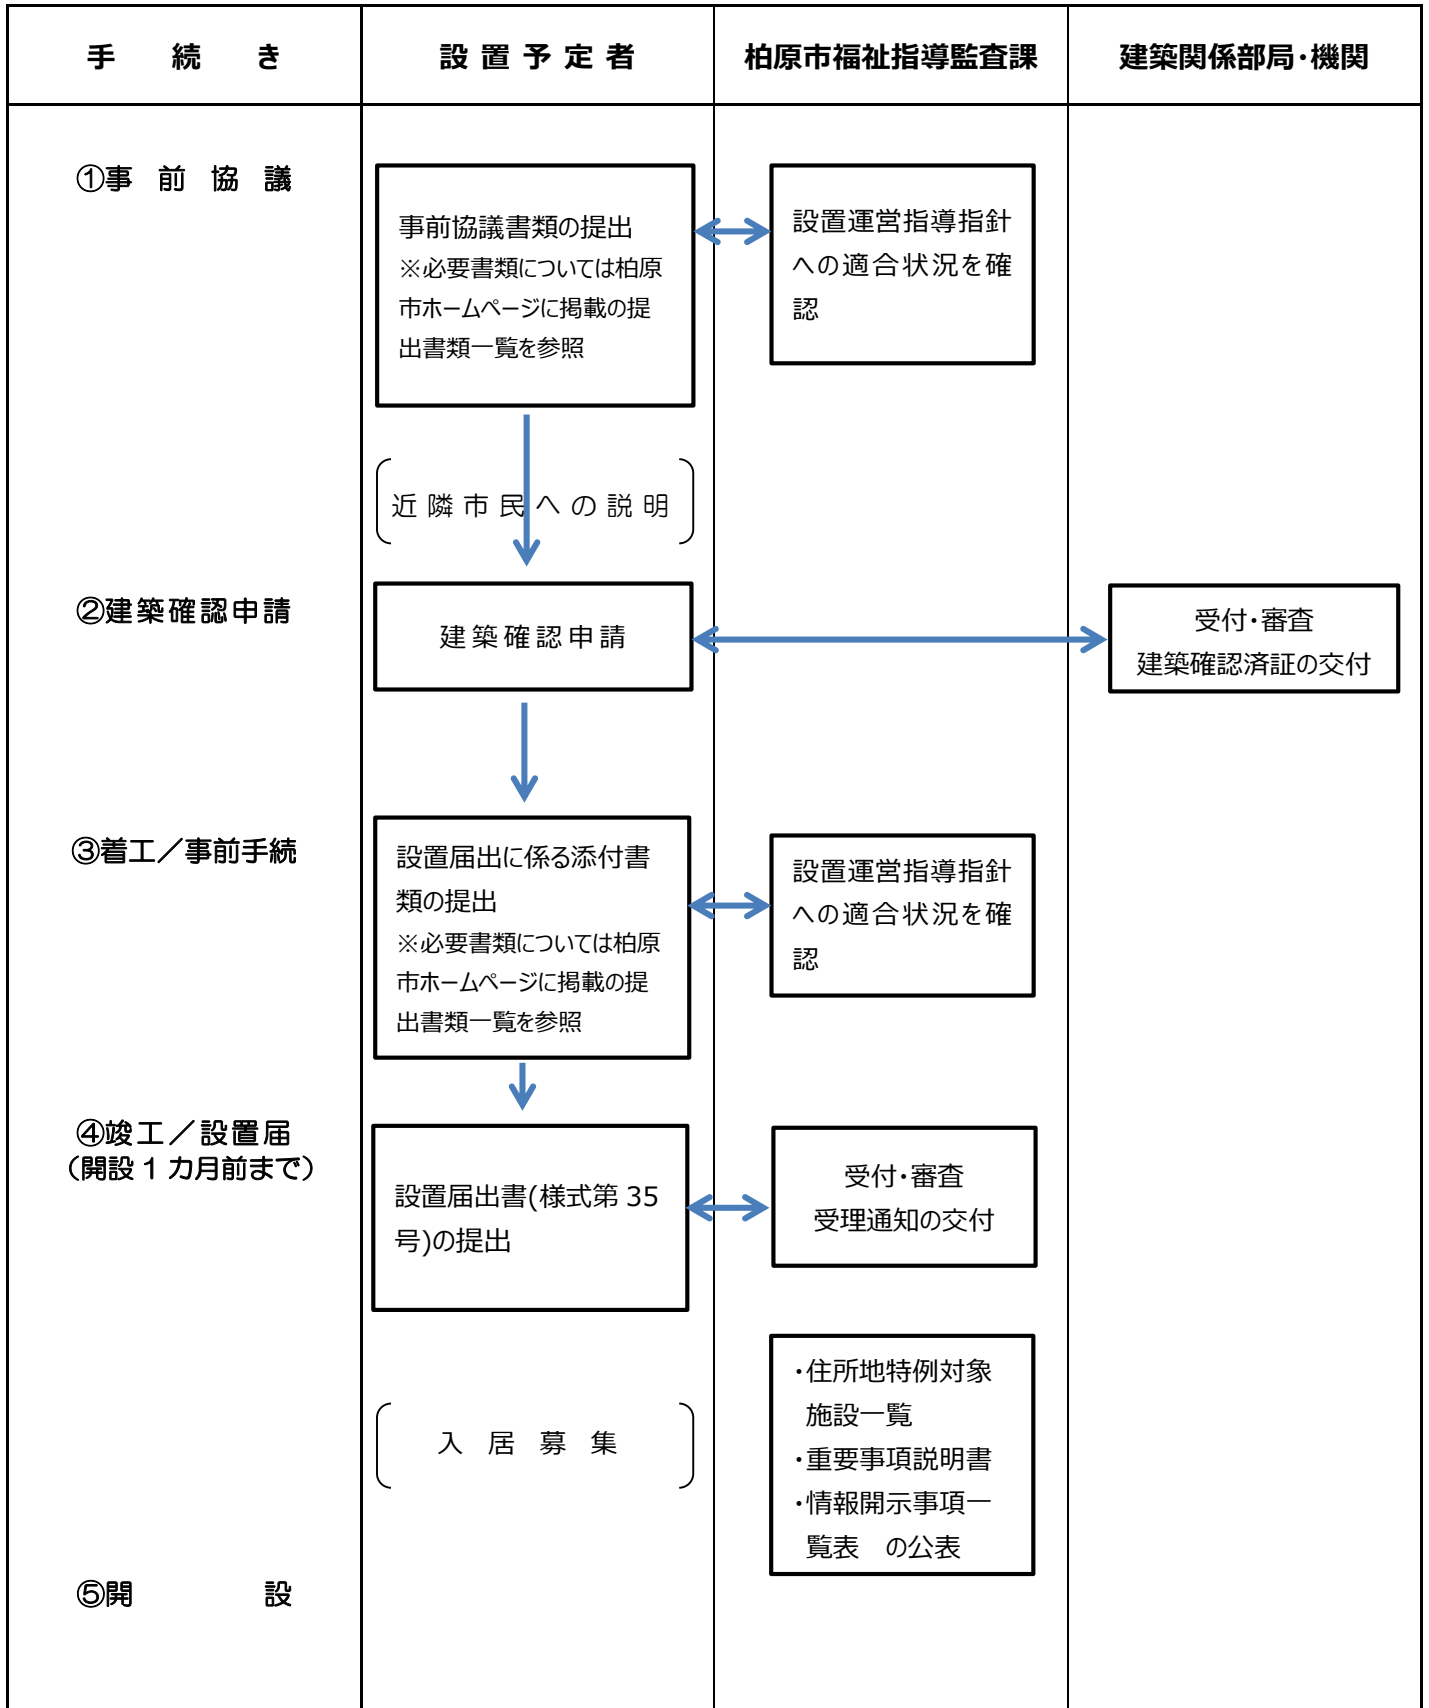 手　続　き
設置予定者
柏原市福祉指導監査課
建築関係部局・機関
①事前協議
事前協議書類の提出
※必要書類については柏原
市ホームページに掲載の提
出書類一覧を参照
設置運営指導指針
への適合状況を確
認
近隣市民への説明
②建築確認申請
建築確認申請
受付・審査
建築確認済証の交付
③着工／事前手続
設置届出に係る添付書
類の提出
※必要書類については柏原
市ホームページに掲載の提
出書類一覧を参照
設置運営指導指針
への適合状況を確
認
④竣工／設置届
（開設1カ月前まで）
設置届出書(様式第35
号)の提出
受付・審査
受理通知の交付
入居募集
・住所地特例対象
施設一覧
・重要事項説明書
・情報開示事項一
覧表　の公表
⑤開　　　設